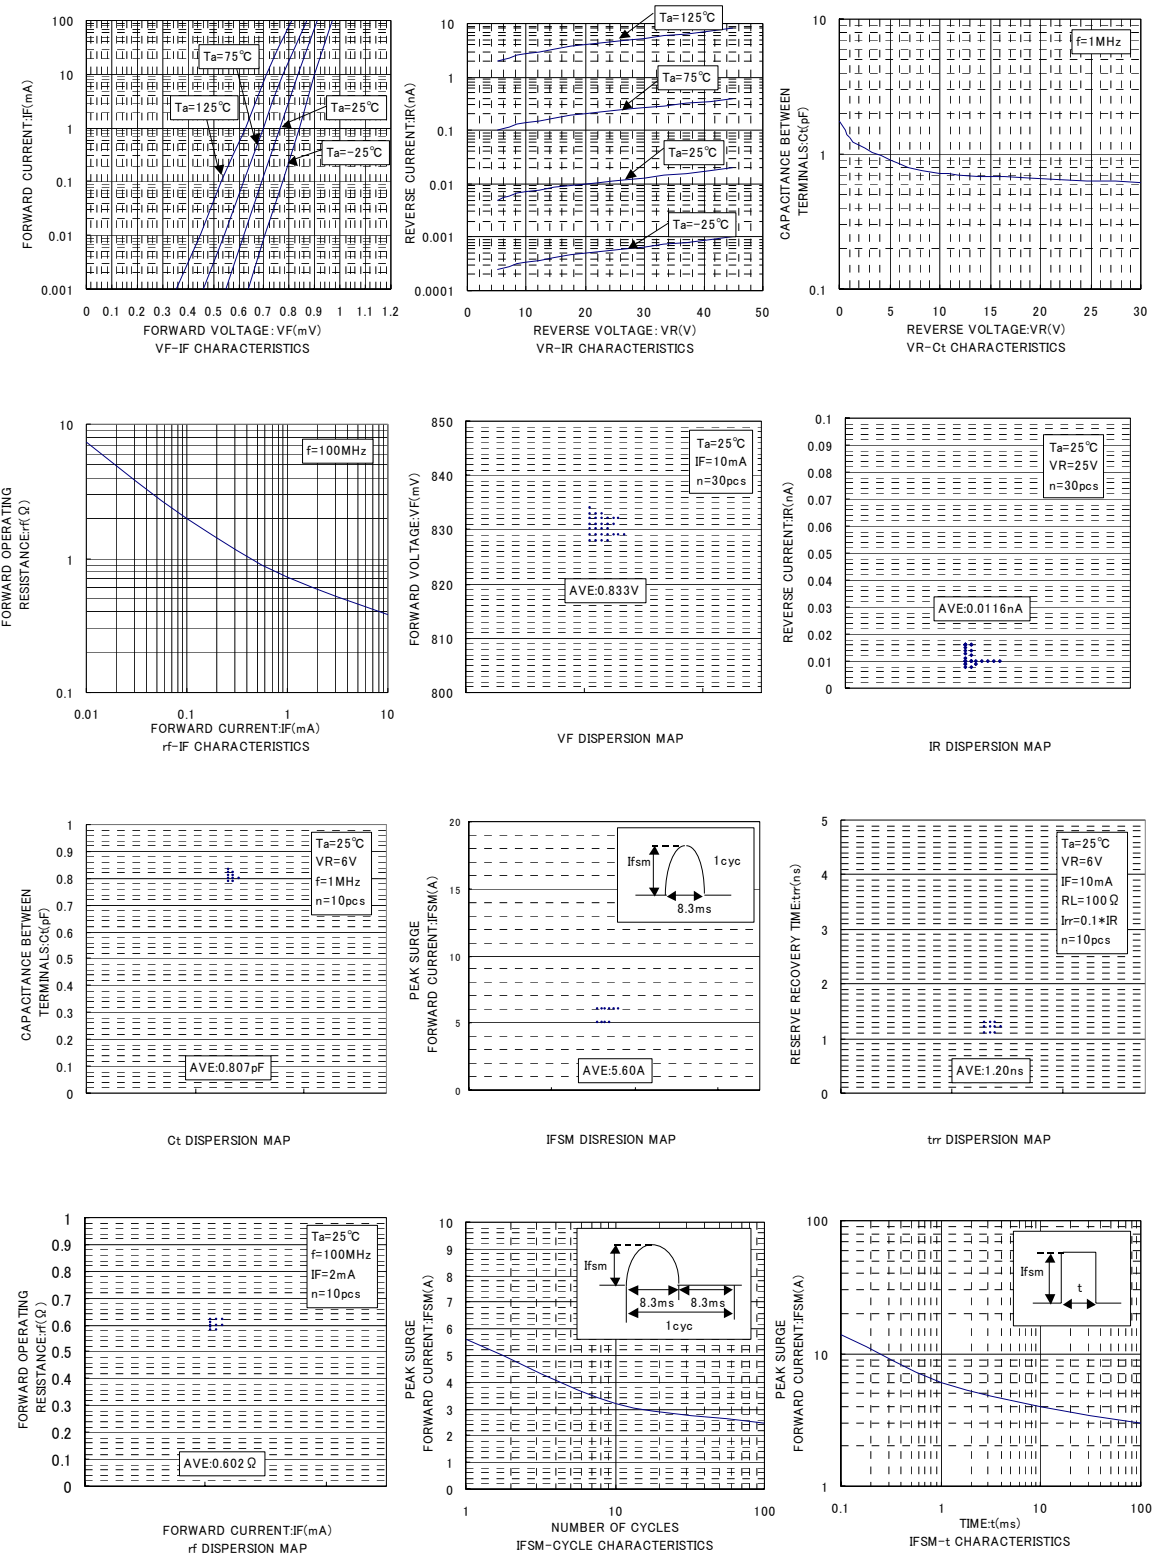 FORWARD CURRENT:IF(mA)
100
10
1
0.1
0.01
0.001
Ta=75℃
Ta=125℃
Ta=25℃
Ta=-25℃
0 0.1 0.2 0.3 0.4 0.5 0.6 0.7 0.8 0.9 1 1.1 1.2
FORWARD VOLTAGE:VF(mV)
VF-IF CHARACTERISTICS
REVERSE CURRENT:IR(nA)
10
1
0.1
0.01
0.001
0.0001
Ta=125℃
Ta=75℃
Ta=25℃
Ta=-25℃
0 10 20 30 40 50
REVERSE VOLTAGE:VR(V)
VR-IR CHARACTERISTICS
CAPACITANCE BETWEEN
TERMINALS:Ct(pF)
10
1
0.1
f=1MHz
0 5 10 15 20 25 30
REVERSE VOLTAGE:VR(V)
VR-Ct CHARACTERISTICS
FORWARD OPERATING
RESISTANCE:rf(Ω)
10
1
0.1
f=100MHz
0.01 0.1 1 10
FORWARD CURRENT:IF(mA)
rf-IF CHARACTERISTICS
FORWARD VOLTAGE:VF(mV)
850
840
830
820
810
800
Ta=25℃
IF=10mA
n=30pcs
AVE:0.833V
VF DISPERSION MAP
REVERSE CURRENT:IR(nA)
0.1
0.09
0.08
0.07
0.06
0.05
0.04
0.03
0.02
0.01
0
Ta=25℃
VR=25V
n=30pcs
AVE:0.0116nA
IR DISPERSION MAP
CAPACITANCE BETWEEN
TERMINALS:Ct(pF)
1
0.9
0.8
0.7
0.6
0.5
0.4
0.3
0.2
0.1
0
Ta=25℃
VR=6V
f=1MHz
n=10pcs
AVE:0.807pF
Ct DISPERSION MAP
PEAK SURGE
FORWARD CURRENT:IFSM(A)
20
15
10
5
0
Ifsm
1cyc
8.3ms
AVE:5.60A
IFSM DISRESION MAP
RESERVE RECOVERY TIME:trr(ns)
5
4
3
2
1
0
Ta=25℃
VR=6V
IF=10mA
RL=100Ω
Irr=0.1*IR
n=10pcs
AVE:1.20ns
trr DISPERSION MAP
FORWARD OPERATING
RESISTANCE:rf(Ω)
1
0.9
0.8
0.7
0.6
0.5
0.4
0.3
0.2
0.1
0
Ta=25℃
f=100MHz
IF=2mA
n=10pcs
AVE:0.602Ω
FORWARD CURRENT:IF(mA)
rf DISPERSION MAP
PEAK SURGE
FORWARD CURRENT:IFSM(A)
10
9
8
7
6
5
4
3
2
1
0
Ifsm
8.3ms 8.3ms
1cyc
1 10 100
NUMBER OF CYCLES
IFSM-CYCLE CHARACTERISTICS
PEAK SURGE
FORWARD CURRENT:IFSM(A)
100
10
1
Ifsm
t
0.1 1 10 100
TIME:t(ms)
IFSM-t CHARACTERISTICS